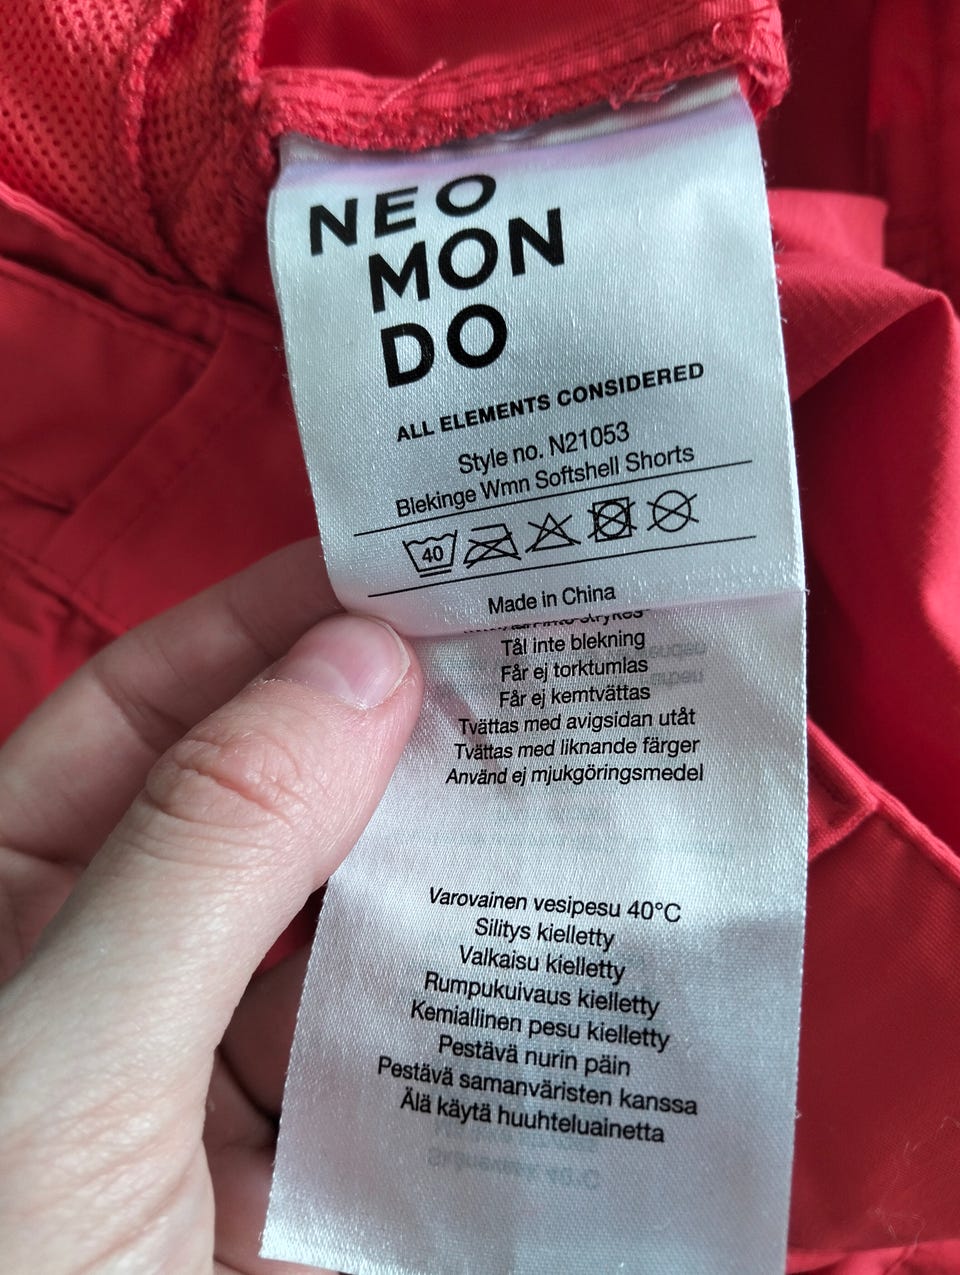 NEO
MON
DO
ALL ELEMENTS CONSIDERED
Style no. N21053
Blekinge Wmn Softshell Shorts
40
Made in China
Tål inte blekning
Får ej torktumlas
Får ej kemtvättas
Tvättas med avigsidan utåt
Tvättas med liknande färger
Använd ej mjukgöringsmedel
Varovainen vesipesu 40°C
Silitys kielletty
Valkaisu kielletty
Rumpukuivaus kielletty
Kemiallinen pesu kielletty
Pestävä nurin päin
Pestävä samanväristen kanssa
Älä käytä huuhteluainetta